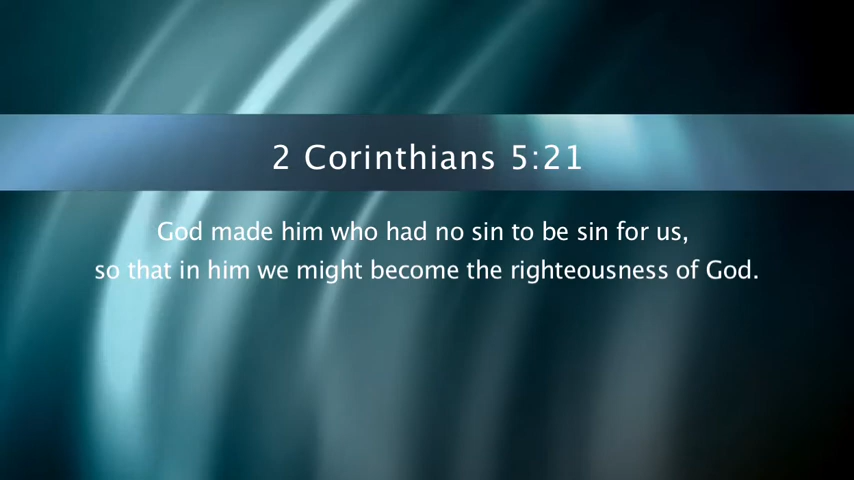 2 Corinthians 5:21
God made him who had no sin to be sin for us,
so that in him we might become the righteousness of God.